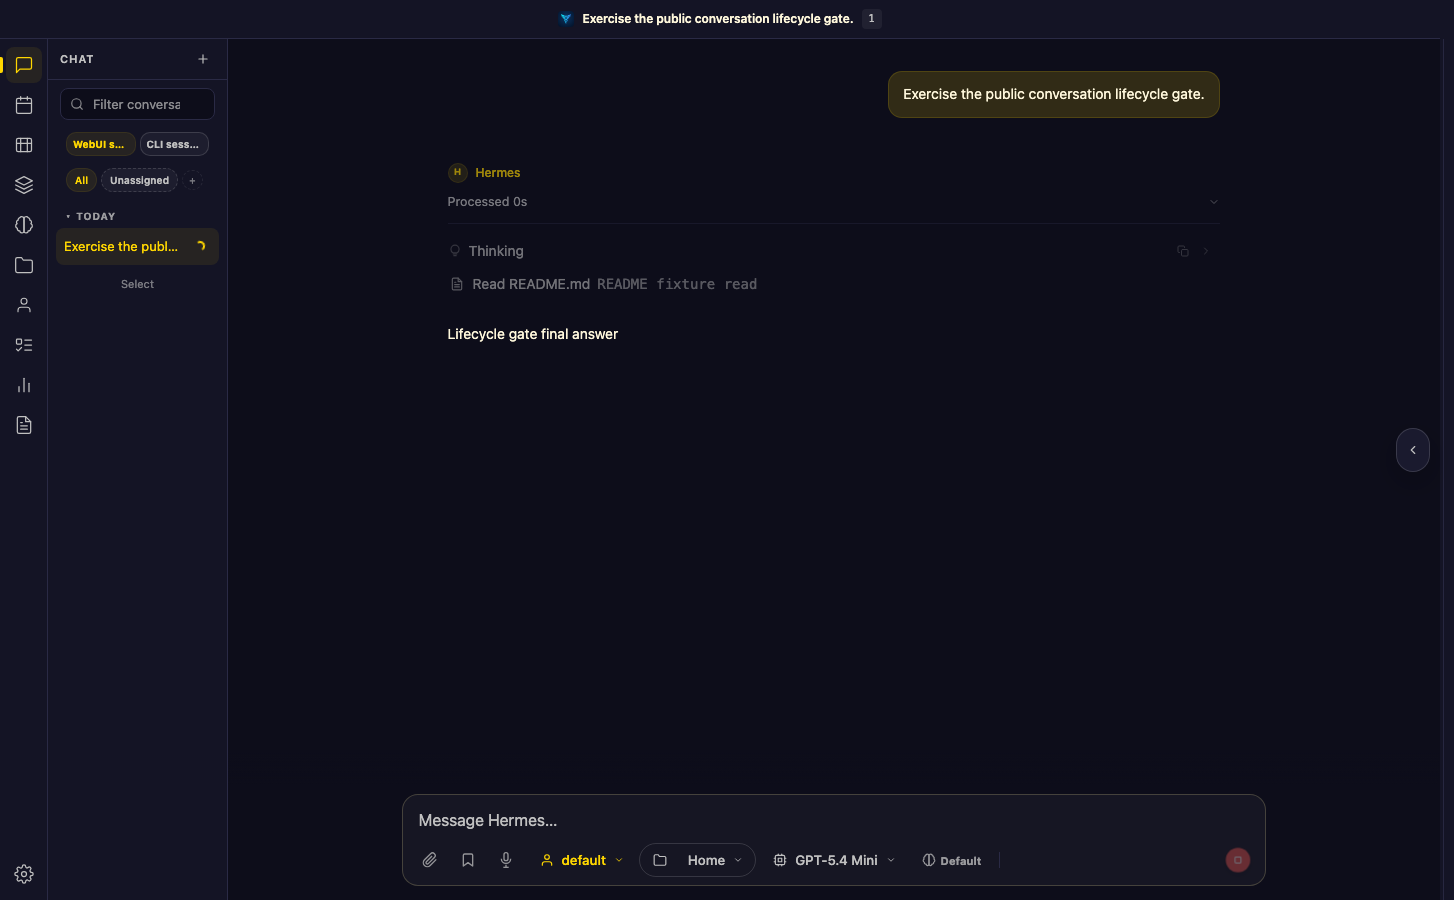 Exercise the public conversation lifecycle gate. 1
CHAT
Filter conversa
WebUI s... CLI sess...
All Unassigned +
TODAY
Exercise the publ...
Select
Exercise the public conversation lifecycle gate.
H Hermes
Processed 0s
Thinking
Read README.md README fixture read
Lifecycle gate final answer
Message Hermes...
default Home GPT-5.4 Mini Default